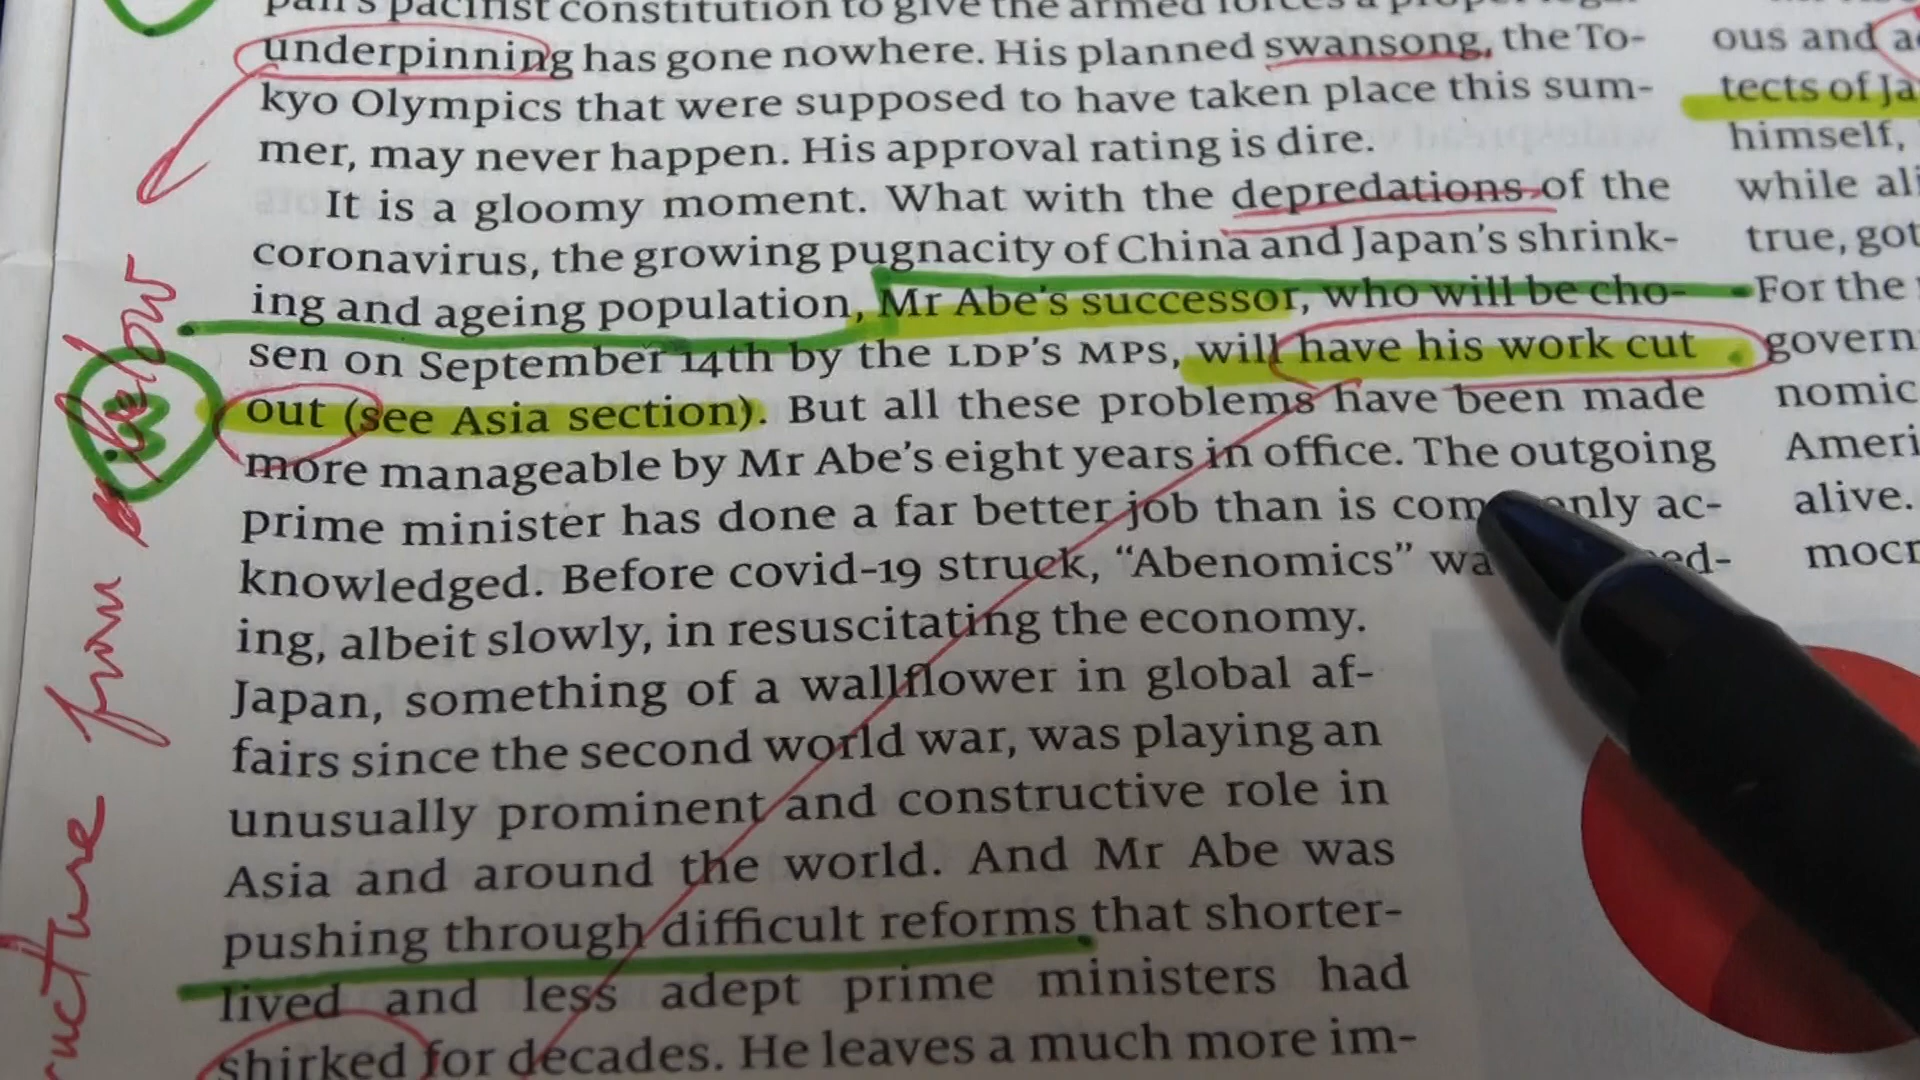 underpinning has gone nowhere. His planned swansong, the To-
kyo Olympics that were supposed to have taken place this sum-
mer, may never happen. His approval rating is dire.
It is a gloomy moment. What with the depredations of the
coronavirus, the growing pugnacity of China and Japan's shrink-
ing and ageing population, Mr Abe's successor, who will be cho-
sen on September 14th by the LDP'S MPS, will have his work cut
out (see Asia section). But all these problems have been made
more manageable by Mr Abe's eight years in office. The outgoing
prime minister has done a far better job than is ac-
knowledged. Before covid-19 struck, "Abenomics"
ing, albeit slowly, in resuscitating the economy.
Japan, something of a wallflower in global af-
fairs since the second world war, was playing an
unusually prominent and constructive role in
Asia and around the world. And Mr Abe was
pushing through difficult reforms that shorter-
lived and less adept prime ministers had
shirked for decades. He leaves a much more im-
ous and
tects of
himself,
while
true, got
For the
govern
nomic
Ameri
alive.
mocr
from below